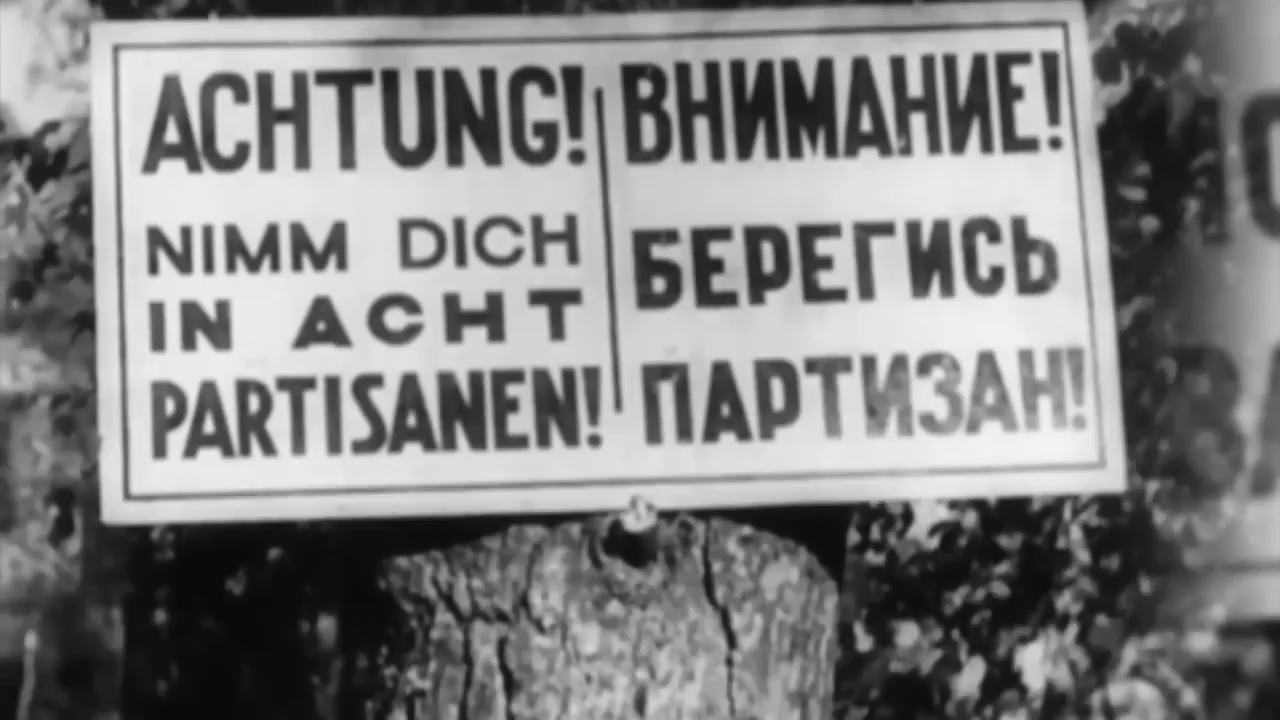 ACHTUNG!
NIMM DICH
IN ACHT
PARTISANEN!
ВНИМАНИЕ!
БЕРЕГИСЬ
ПАРТИЗАН!